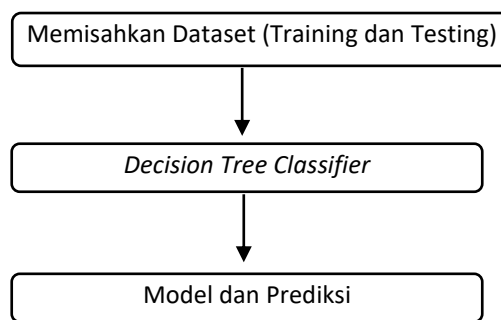 Memisahkan Dataset (Training dan Testing)
Decision Tree Classifier
Model dan Prediksi